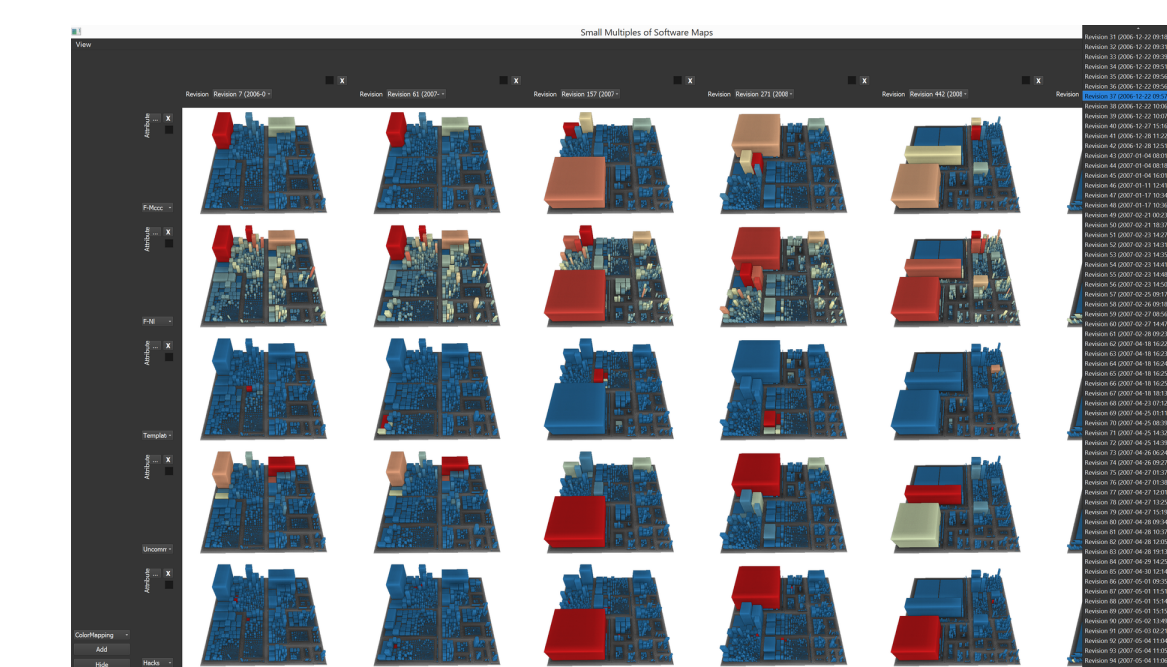 Small Multiples of Software Maps
View
X
X
X
X
X
Revision Revision 7 (2006-0
Revision Revision 61 (2007-
Revision Revision 157 (2007
Revision Revision 271 (2008
Revision Revision 442 (2008
Revision
Attribute ... X
F-Mccc
Attribute ... X
F-Nl
Attribute ... X
Templat
Attribute ... X
Uncomr
Attribute ... X
Hacks
ColorMapping
Add
Hide
Revision 31 (2006-12-22 09:18
Revision 32 (2006-12-22 09:31
Revision 33 (2006-12-22 09:39
Revision 34 (2006-12-22 09:51
Revision 35 (2006-12-22 09:56
Revision 36 (2006-12-22 09:56
Revision 37 (2006-12-22 09:57
Revision 38 (2006-12-22 10:06
Revision 39 (2006-12-22 10:07
Revision 40 (2006-12-27 15:16
Revision 41 (2006-12-28 11:22
Revision 42 (2006-12-28 12:51
Revision 43 (2007-01-04 08:01
Revision 44 (2007-01-04 08:18
Revision 45 (2007-01-04 16:01
Revision 46 (2007-01-11 12:41
Revision 47 (2007-01-17 10:34
Revision 48 (2007-01-17 10:36
Revision 49 (2007-02-21 00:23
Revision 50 (2007-02-21 18:37
Revision 51 (2007-02-23 14:27
Revision 52 (2007-02-23 14:31
Revision 53 (2007-02-23 14:35
Revision 54 (2007-02-23 14:41
Revision 55 (2007-02-23 14:48
Revision 56 (2007-02-23 14:50
Revision 57 (2007-02-25 09:17
Revision 58 (2007-02-26 09:18
Revision 59 (2007-02-27 08:56
Revision 60 (2007-02-27 14:47
Revision 61 (2007-02-28 09:23
Revision 62 (2007-04-18 16:22
Revision 63 (2007-04-18 16:23
Revision 64 (2007-04-18 16:24
Revision 65 (2007-04-18 16:25
Revision 66 (2007-04-18 16:25
Revision 67 (2007-04-18 18:13
Revision 68 (2007-04-23 07:12
Revision 69 (2007-04-25 01:11
Revision 70 (2007-04-25 08:39
Revision 71 (2007-04-25 14:32
Revision 72 (2007-04-25 14:39
Revision 73 (2007-04-26 06:24
Revision 74 (2007-04-26 09:27
Revision 75 (2007-04-27 01:37
Revision 76 (2007-04-27 01:38
Revision 77 (2007-04-27 12:01
Revision 78 (2007-04-27 13:25
Revision 79 (2007-04-27 15:19
Revision 80 (2007-04-28 09:34
Revision 81 (2007-04-28 10:37
Revision 82 (2007-04-28 12:05
Revision 83 (2007-04-28 19:13
Revision 84 (2007-04-29 14:25
Revision 85 (2007-04-30 12:14
Revision 86 (2007-05-01 09:35
Revision 87 (2007-05-01 11:51
Revision 88 (2007-05-01 15:14
Revision 89 (2007-05-01 15:15
Revision 90 (2007-05-02 13:49
Revision 91 (2007-05-03 02:21
Revision 92 (2007-05-04 11:04
Revision 93 (2007-05-04 11:05
Revision 94 (2007-05-04 11:05